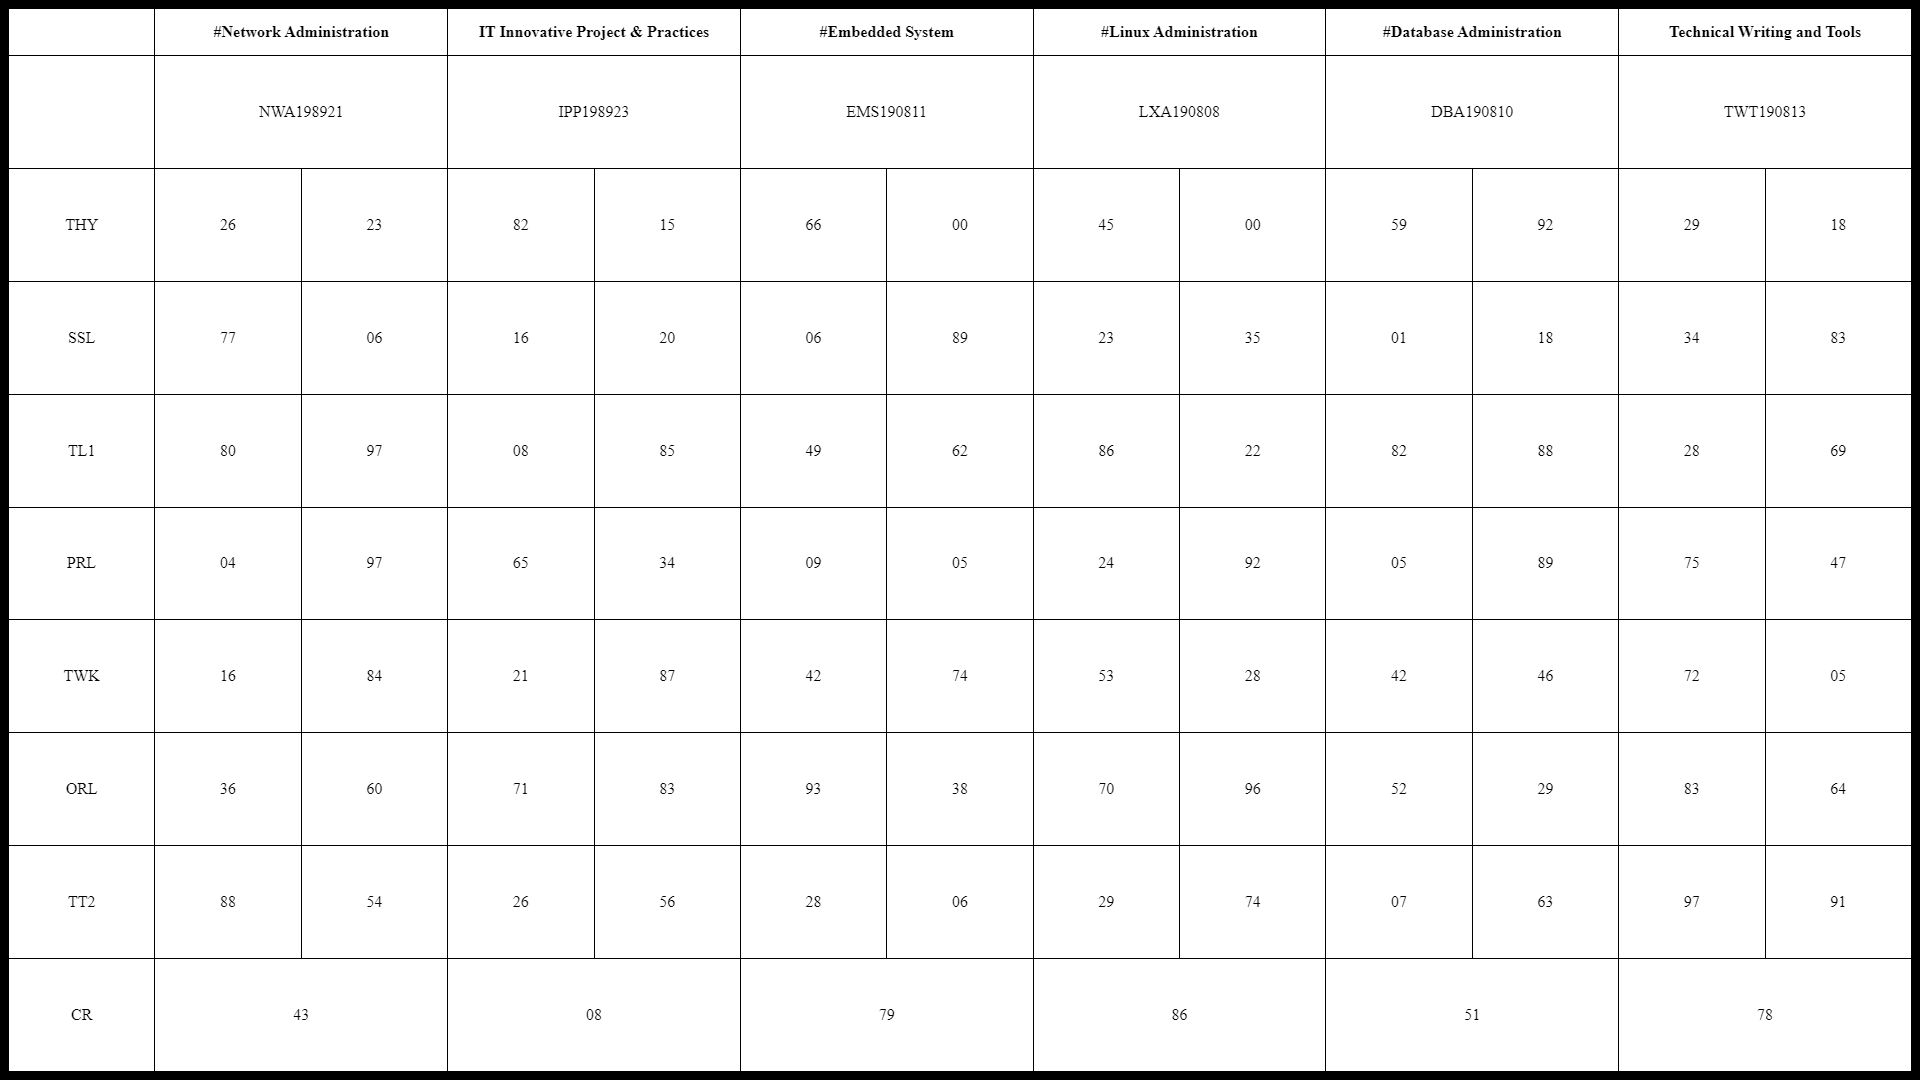 #Network Administration IT Innovative Project & Practices #Embedded System #Linux Administration #Database Administration Technical Writing and Tools
NWA198921 IPP198923 EMS190811 LXA190808 DBA190810 TWT190813
THY 26 23 82 15 66 00 45 00 59 92 29 18
SSL 77 06 16 20 06 89 23 35 01 18 34 83
TL1 80 97 08 85 49 62 86 22 82 88 28 69
PRL 04 97 65 34 09 05 24 92 05 89 75 47
TWK 16 84 21 87 42 74 53 28 42 46 72 05
ORL 36 60 71 83 93 38 70 96 52 29 83 64
TT2 88 54 26 56 28 06 29 74 07 63 97 91
CR 43 08 79 86 51 78